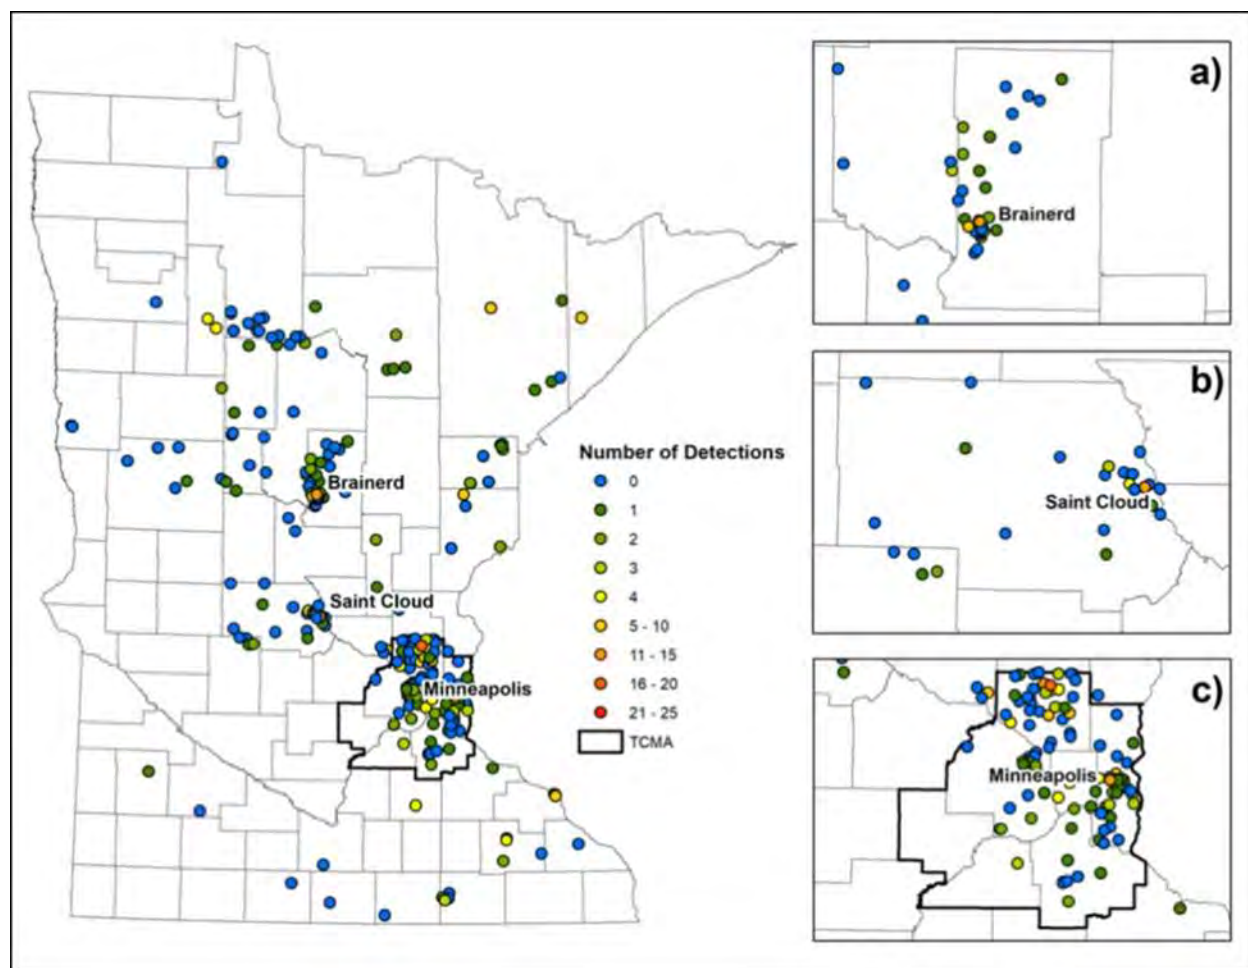 Brainerd
Saint Cloud
Minneapolis
Number of Detections
0
1
2
3
4
5 - 10
11 - 15
16 - 20
21 - 25
TCMA
a)
Brainerd
b)
Saint Cloud
c)
Minneapolis